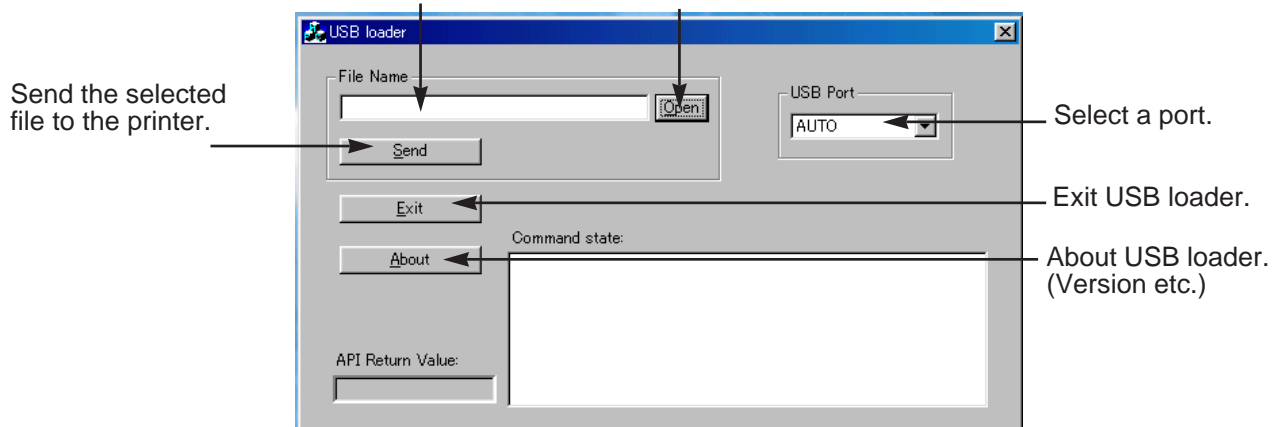 USB loader
File Name
Send the selected
file to the printer.
Open
USB Port
AUTO
Select a port.
Send
Exit
Exit USB loader.
Command state:
About
About USB loader.
(Version etc.)
API Return Value: